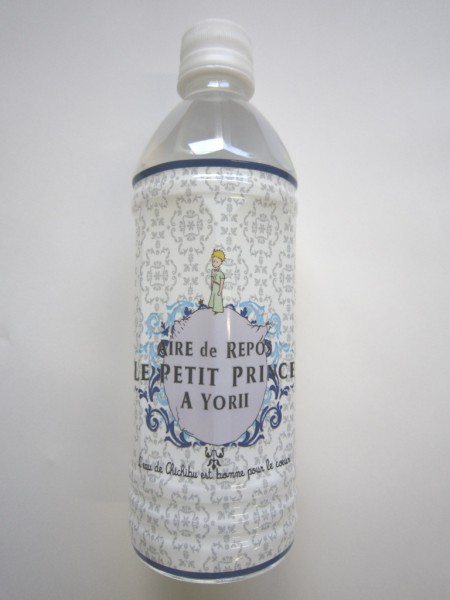 AIRE de REPOS
LE PETIT PRINCE
A YORII
L'eau de Chichibu est bonne pour le coeur